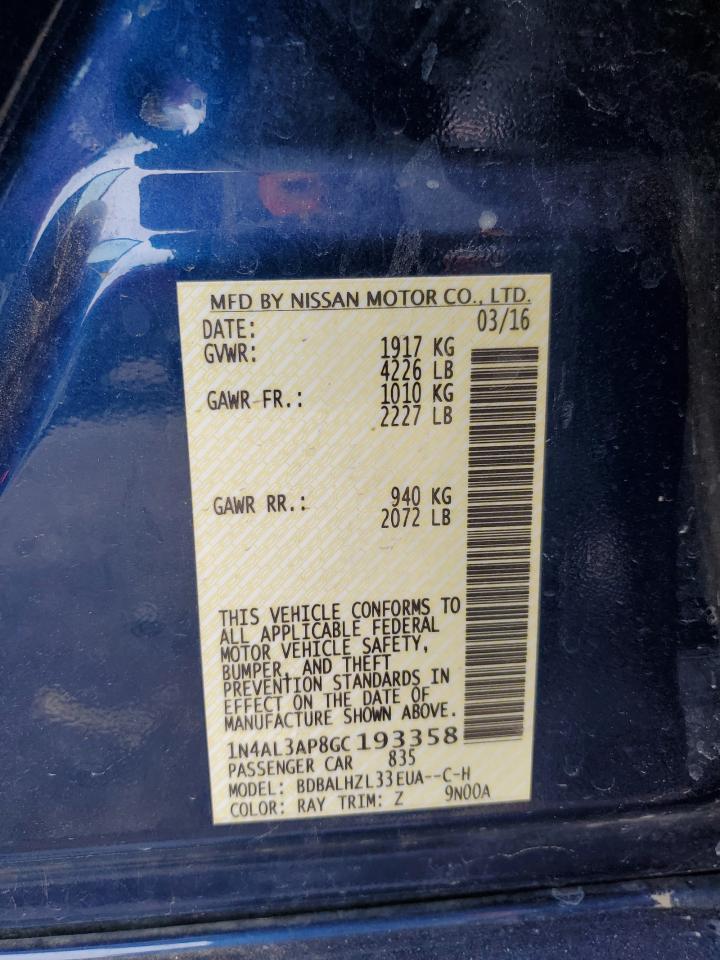 MFD BY NISSAN MOTOR CO., LTD.
DATE: 03/16
GVWR: 1917 KG
4226 LB
GAWR FR.: 1010 KG
2227 LB
GAWR RR.: 940 KG
2072 LB
THIS VEHICLE CONFORMS TO
ALL APPLICABLE FEDERAL
MOTOR VEHICLE SAFETY,
BUMPER, AND THEFT
PREVENTION STANDARDS IN
EFFECT ON THE DATE OF
MANUFACTURE SHOWN ABOVE.
1N4AL3AP8GC193358
PASSENGER CAR 835
MODEL: BDBALHZL33EUA--C-H
COLOR: RAY TRIM: Z 9N00A